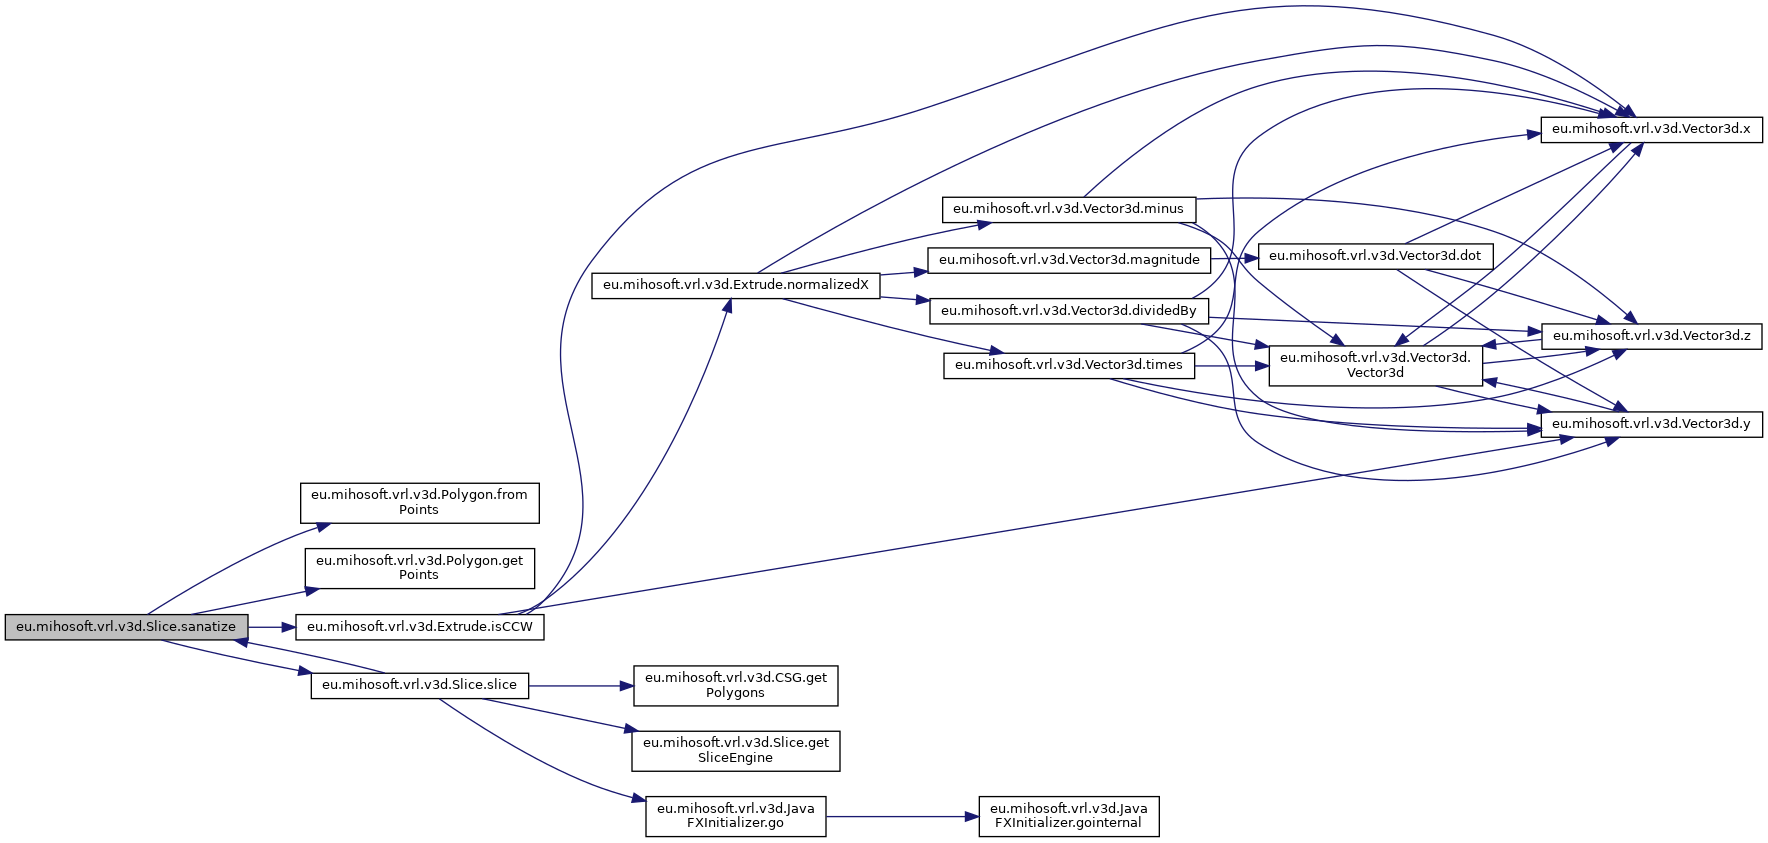 eu.mihosoft.vrl.v3d.Slice.sanatize
eu.mihosoft.vrl.v3d.Polygon.from
Points
eu.mihosoft.vrl.v3d.Polygon.get
Points
eu.mihosoft.vrl.v3d.Extrude.isCCW
eu.mihosoft.vrl.v3d.Slice.slice
eu.mihosoft.vrl.v3d.Extrude.normalizedX
eu.mihosoft.vrl.v3d.CSG.get
Polygons
eu.mihosoft.vrl.v3d.Slice.get
SliceEngine
eu.mihosoft.vrl.v3d.Java
FXInitializer.go
eu.mihosoft.vrl.v3d.Vector3d.minus
eu.mihosoft.vrl.v3d.Vector3d.magnitude
eu.mihosoft.vrl.v3d.Vector3d.dividedBy
eu.mihosoft.vrl.v3d.Vector3d.times
eu.mihosoft.vrl.v3d.Java
FXInitializer.gointernal
eu.mihosoft.vrl.v3d.Vector3d.dot
eu.mihosoft.vrl.v3d.Vector3d.
Vector3d
eu.mihosoft.vrl.v3d.Vector3d.x
eu.mihosoft.vrl.v3d.Vector3d.z
eu.mihosoft.vrl.v3d.Vector3d.y